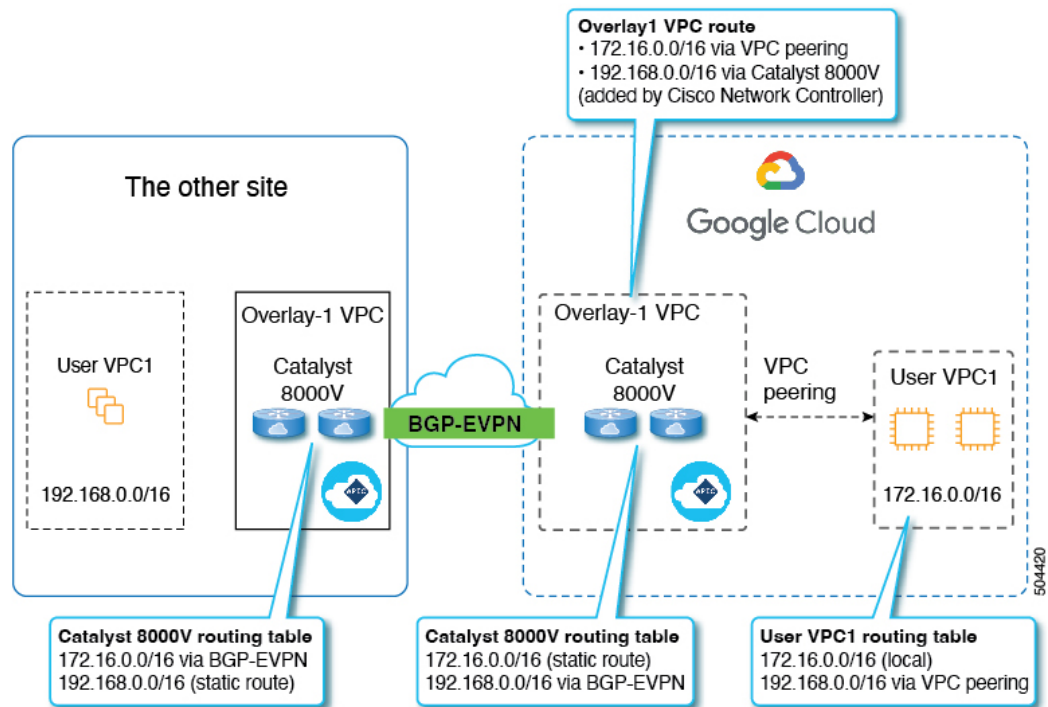 Overlay1 VPC route
• 172.16.0.0/16 via VPC peering
• 192.168.0.0/16 via Catalyst 8000V
(added by Cisco Network Controller)
The other site
Google Cloud
User VPC1
192.168.0.0/16
Overlay-1 VPC
Catalyst
8000V
APIC
BGP-EVPN
Overlay-1 VPC
Catalyst
8000V
APIC
VPC
peering
User VPC1
172.16.0.0/16
504420
Catalyst 8000V routing table
172.16.0.0/16 via BGP-EVPN
192.168.0.0/16 (static route)
Catalyst 8000V routing table
172.16.0.0/16 (static route)
192.168.0.0/16 via BGP-EVPN
User VPC1 routing table
172.16.0.0/16 (local)
192.168.0.0/16 via VPC peering